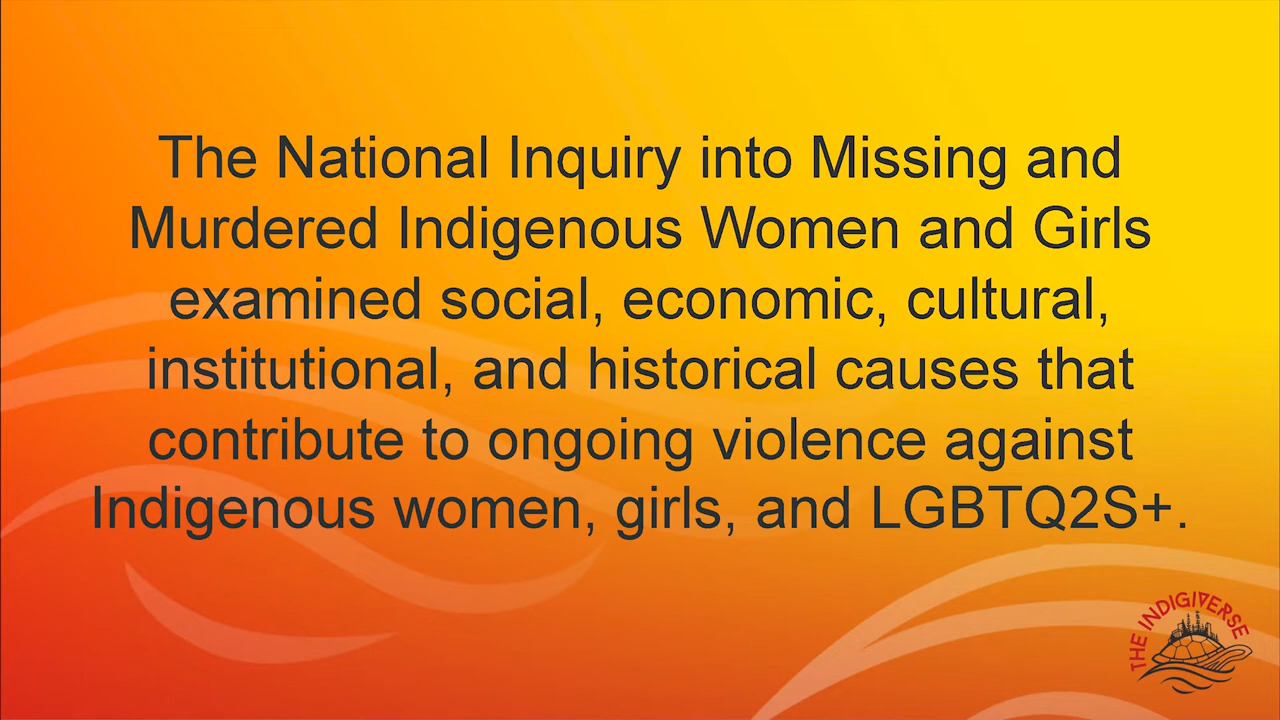 The National Inquiry into Missing and
Murdered Indigenous Women and Girls
examined social, economic, cultural,
institutional, and historical causes that
contribute to ongoing violence against
Indigenous women, girls, and LGBTQ2S+.
THE INDIGIVERSE